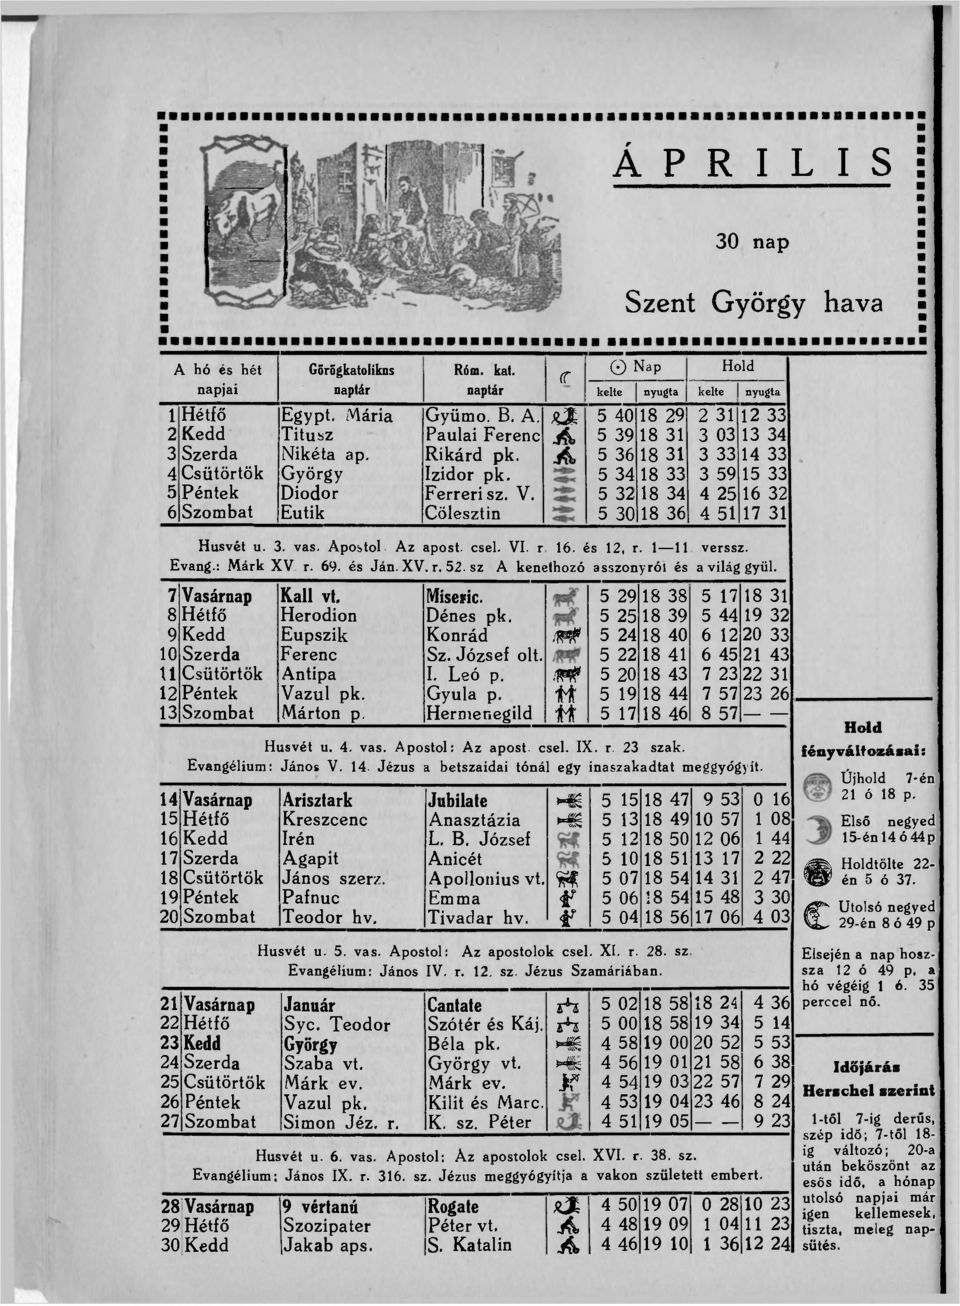 ÁPRILIS
30 nap
Szent György hava
A hó és hét napjai | Görögkatolikus naptár | Róm. kat. naptár | ☾ | ☉ Nap kelte | nyugta | Hold kelte | nyugta
1 Hétfő Egypt. Mária Gyümo. B. A. 5 40 18 29 2 31 12 33
2 Kedd Titusz Paulai Ferenc 5 39 18 31 3 03 13 34
3 Szerda Nikéta ap. Rikárd pk. 5 36 18 31 3 33 14 33
4 Csütörtök György Izidor pk. 5 34 18 33 3 59 15 33
5 Péntek Diodor Ferreri sz. V. 5 32 18 34 4 25 16 32
6 Szombat Eutik Cölesztin 5 30 18 36 4 51 17 31
Husvét u. 3. vas. Apostol Az apost. csel. VI. r. 16. és 12, r. 1—11 verssz.
Evang.: Márk XV r. 69. és Ján. XV. r. 52. sz A kenethozó asszonyról és a világ gyül.
7 Vasárnap Kall vt. Miseric. 5 29 18 38 5 17 18 31
8 Hétfő Herodion Dénes pk. 5 25 18 39 5 44 19 32
9 Kedd Eupszik Konrád 5 24 18 40 6 12 20 33
10 Szerda Ferenc Sz. József olt. 5 22 18 41 6 45 21 43
11 Csütörtök Antipa I. Leó p. 5 20 18 43 7 23 22 31
12 Péntek Vazul pk. Gyula p. 5 19 18 44 7 57 23 26
13 Szombat Márton p. Hermenegild 5 17 18 46 8 57 — —
Husvét u. 4. vas. Apostol: Az apost. csel. IX. r. 23 szak.
Evangélium: János V. 14. Jézus a betszaidai tónál egy inaszakadtat meggyógyit.
14 Vasárnap Arisztark Jubilate 5 15 18 47 9 53 0 16
15 Hétfő Kreszcenc Anasztázia 5 13 18 49 10 57 1 08
16 Kedd Irén L. B. József 5 12 18 50 12 06 1 44
17 Szerda Agapit Anicét 5 10 18 51 13 17 2 22
18 Csütörtök János szerz. Apollonius vt. 5 07 18 54 14 31 2 47
19 Péntek Pafnuc Emma 5 06 18 54 15 48 3 30
20 Szombat Teodor hv. Tivadar hv. 5 04 18 56 17 06 4 03
Husvét u. 5. vas. Apostol: Az apostolok csel. XI. r. 28. sz.
Evangélium: János IV. r. 12. sz. Jézus Szamáriában.
21 Vasárnap Január Cantate 5 02 18 58 18 24 4 36
22 Hétfő Syc. Teodor Szótér és Káj. 5 00 18 58 19 34 5 14
23 Kedd György Béla pk. 4 58 19 00 20 52 5 53
24 Szerda Szaba vt. György vt. 4 56 19 01 21 58 6 38
25 Csütörtök Márk ev. Márk ev. 4 54 19 03 22 57 7 29
26 Péntek Vazul pk. Kilit és Marc. 4 53 19 04 23 46 8 24
27 Szombat Simon Jéz. r. K. sz. Péter 4 51 19 05 — — 9 23
Husvét u. 6. vas. Apostol: Az apostolok csel. XVI. r. 38. sz.
Evangélium: János IX. r. 316. sz. Jézus meggyógyítja a vakon született embert.
28 Vasárnap 9 vértanú Rogate 4 50 19 07 0 28 10 23
29 Hétfő Szozipater Péter vt. 4 48 19 09 1 04 11 23
30 Kedd Jakab aps. S. Katalin 4 46 19 10 1 36 12 24
Hold
fényváltozásai:
Újhold 7-én
21 ó 18 p.
Első negyed
15-én 14 ó 44 p
Holdtölte 22-
én 5 ó 37.
Utolsó negyed
29-én 8 ó 49 p
Elsején a nap hosz-
sza 12 ó 49 p, a
hó végéig 1 ó. 35
perccel nő.
Időjárás
Herschel szerint
1-től 7-ig derűs,
szép idő; 7-től 18-
ig változó; 20-a
után beköszönt az
esős idő, a hónap
utolsó napjai már
igen kellemesek,
tiszta, meleg nap-
sütés.